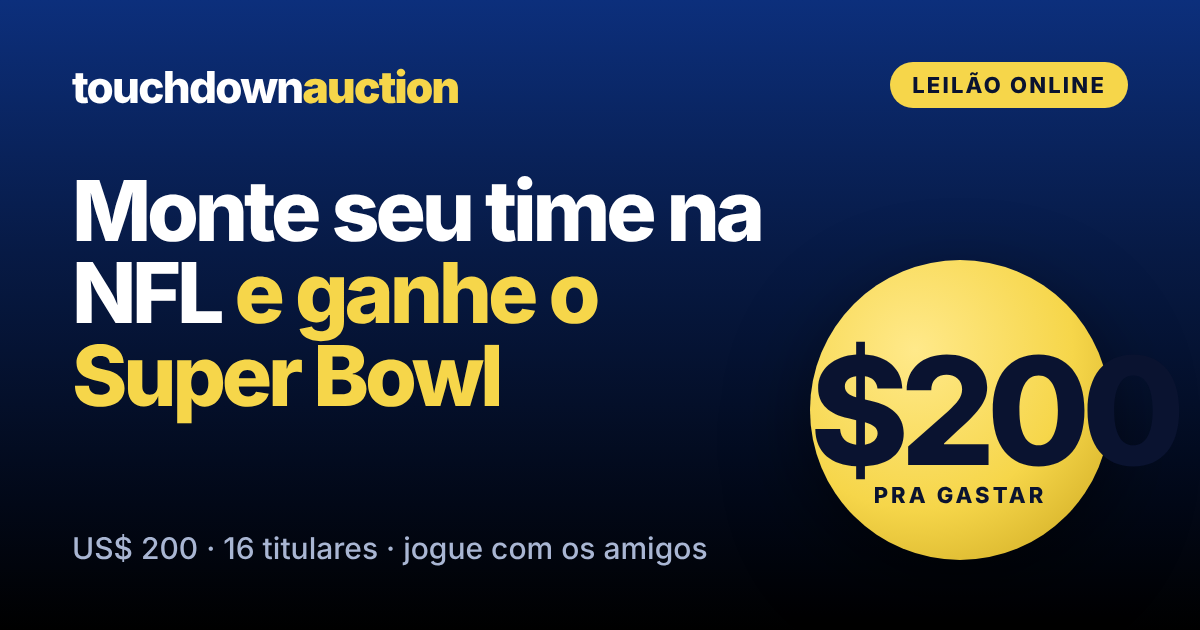 touchdownauction
LEILÃO ONLINE
Monte seu time na
NFL e ganhe o
Super Bowl
$200
PRA GASTAR
US$ 200 · 16 titulares · jogue com os amigos